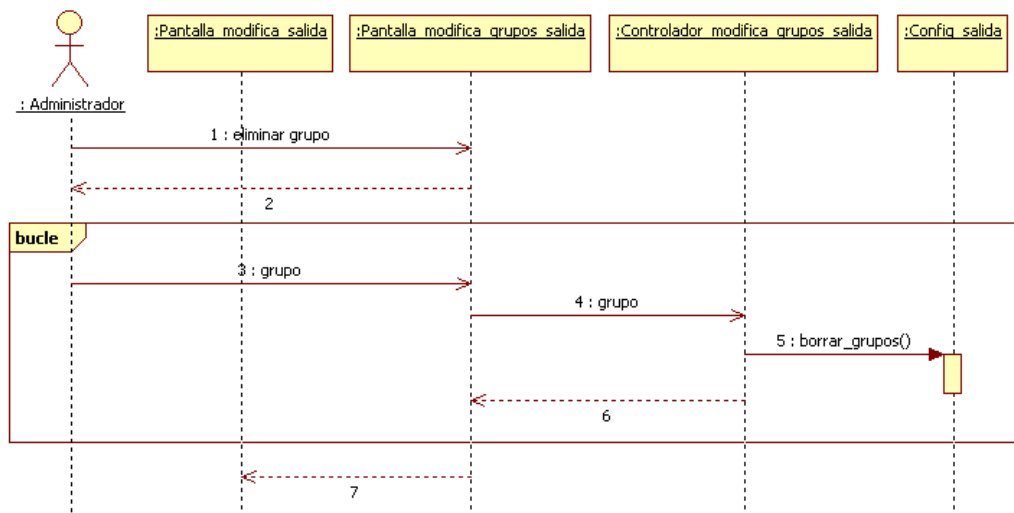 :Pantalla_modifica_salida
:Pantalla_modifica_grupos_salida
:Controlador_modifica_grupos_salida
:Config_salida
: Administrador
1 : eliminar grupo
2
bucle
3 : grupo
4 : grupo
5 : borrar_grupos()
6
7